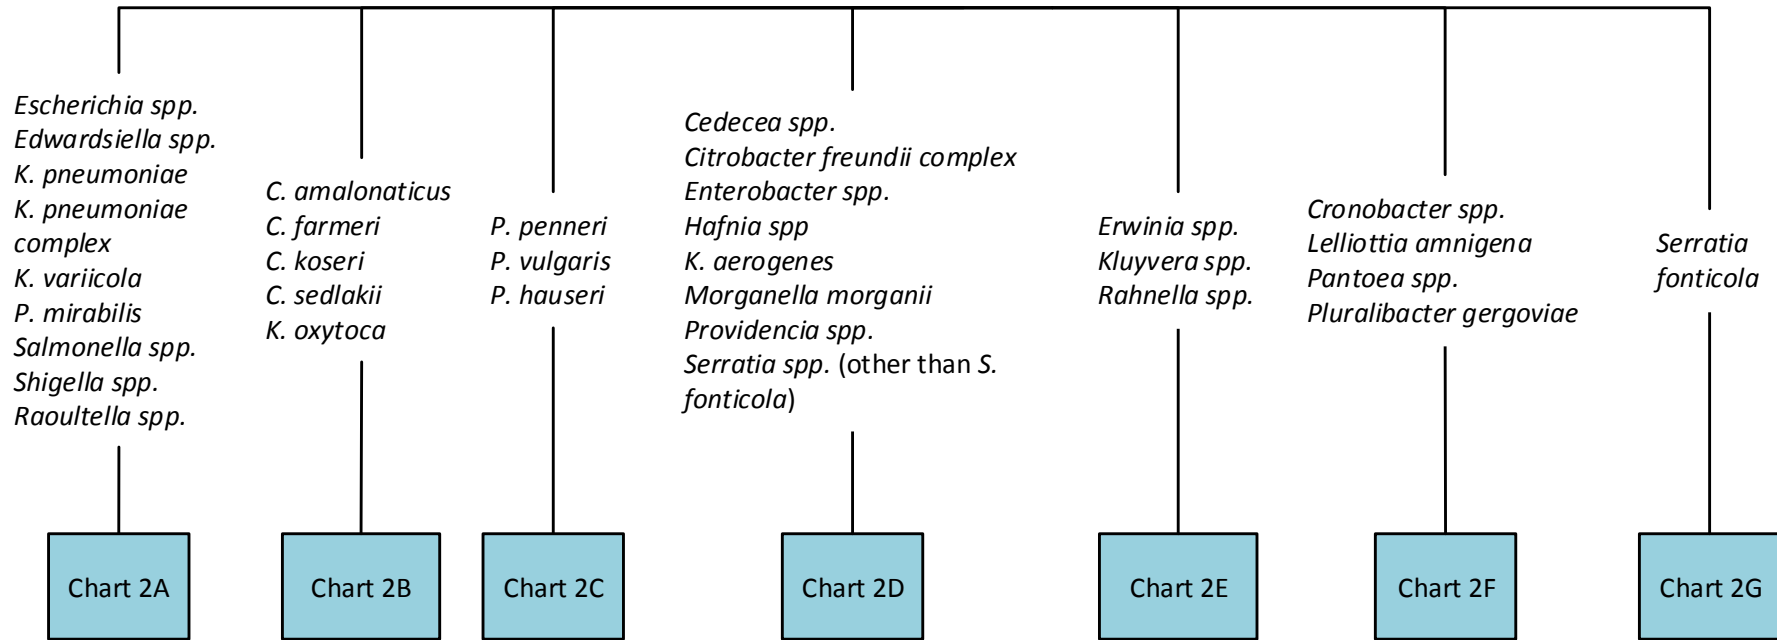 Escherichia spp.
Edwardsiella spp.
K. pneumoniae
K. pneumoniae
complex
K. variicola
P. mirabilis
Salmonella spp.
Shigella spp.
Raoultella spp.
C. amalonaticus
C. farmeri
C. koseri
C. sedlakii
K. oxytoca
P. penneri
P. vulgaris
P. hauseri
Cedecea spp.
Citrobacter freundii complex
Enterobacter spp.
Hafnia spp
K. aerogenes
Morganella morganii
Providencia spp.
Serratia spp. (other than S.
fonticola)
Erwinia spp.
Kluyvera spp.
Rahnella spp.
Cronobacter spp.
Lelliottia amnigena
Pantoea spp.
Pluralibacter gergoviae
Serratia
fonticola
Chart 2A
Chart 2B
Chart 2C
Chart 2D
Chart 2E
Chart 2F
Chart 2G